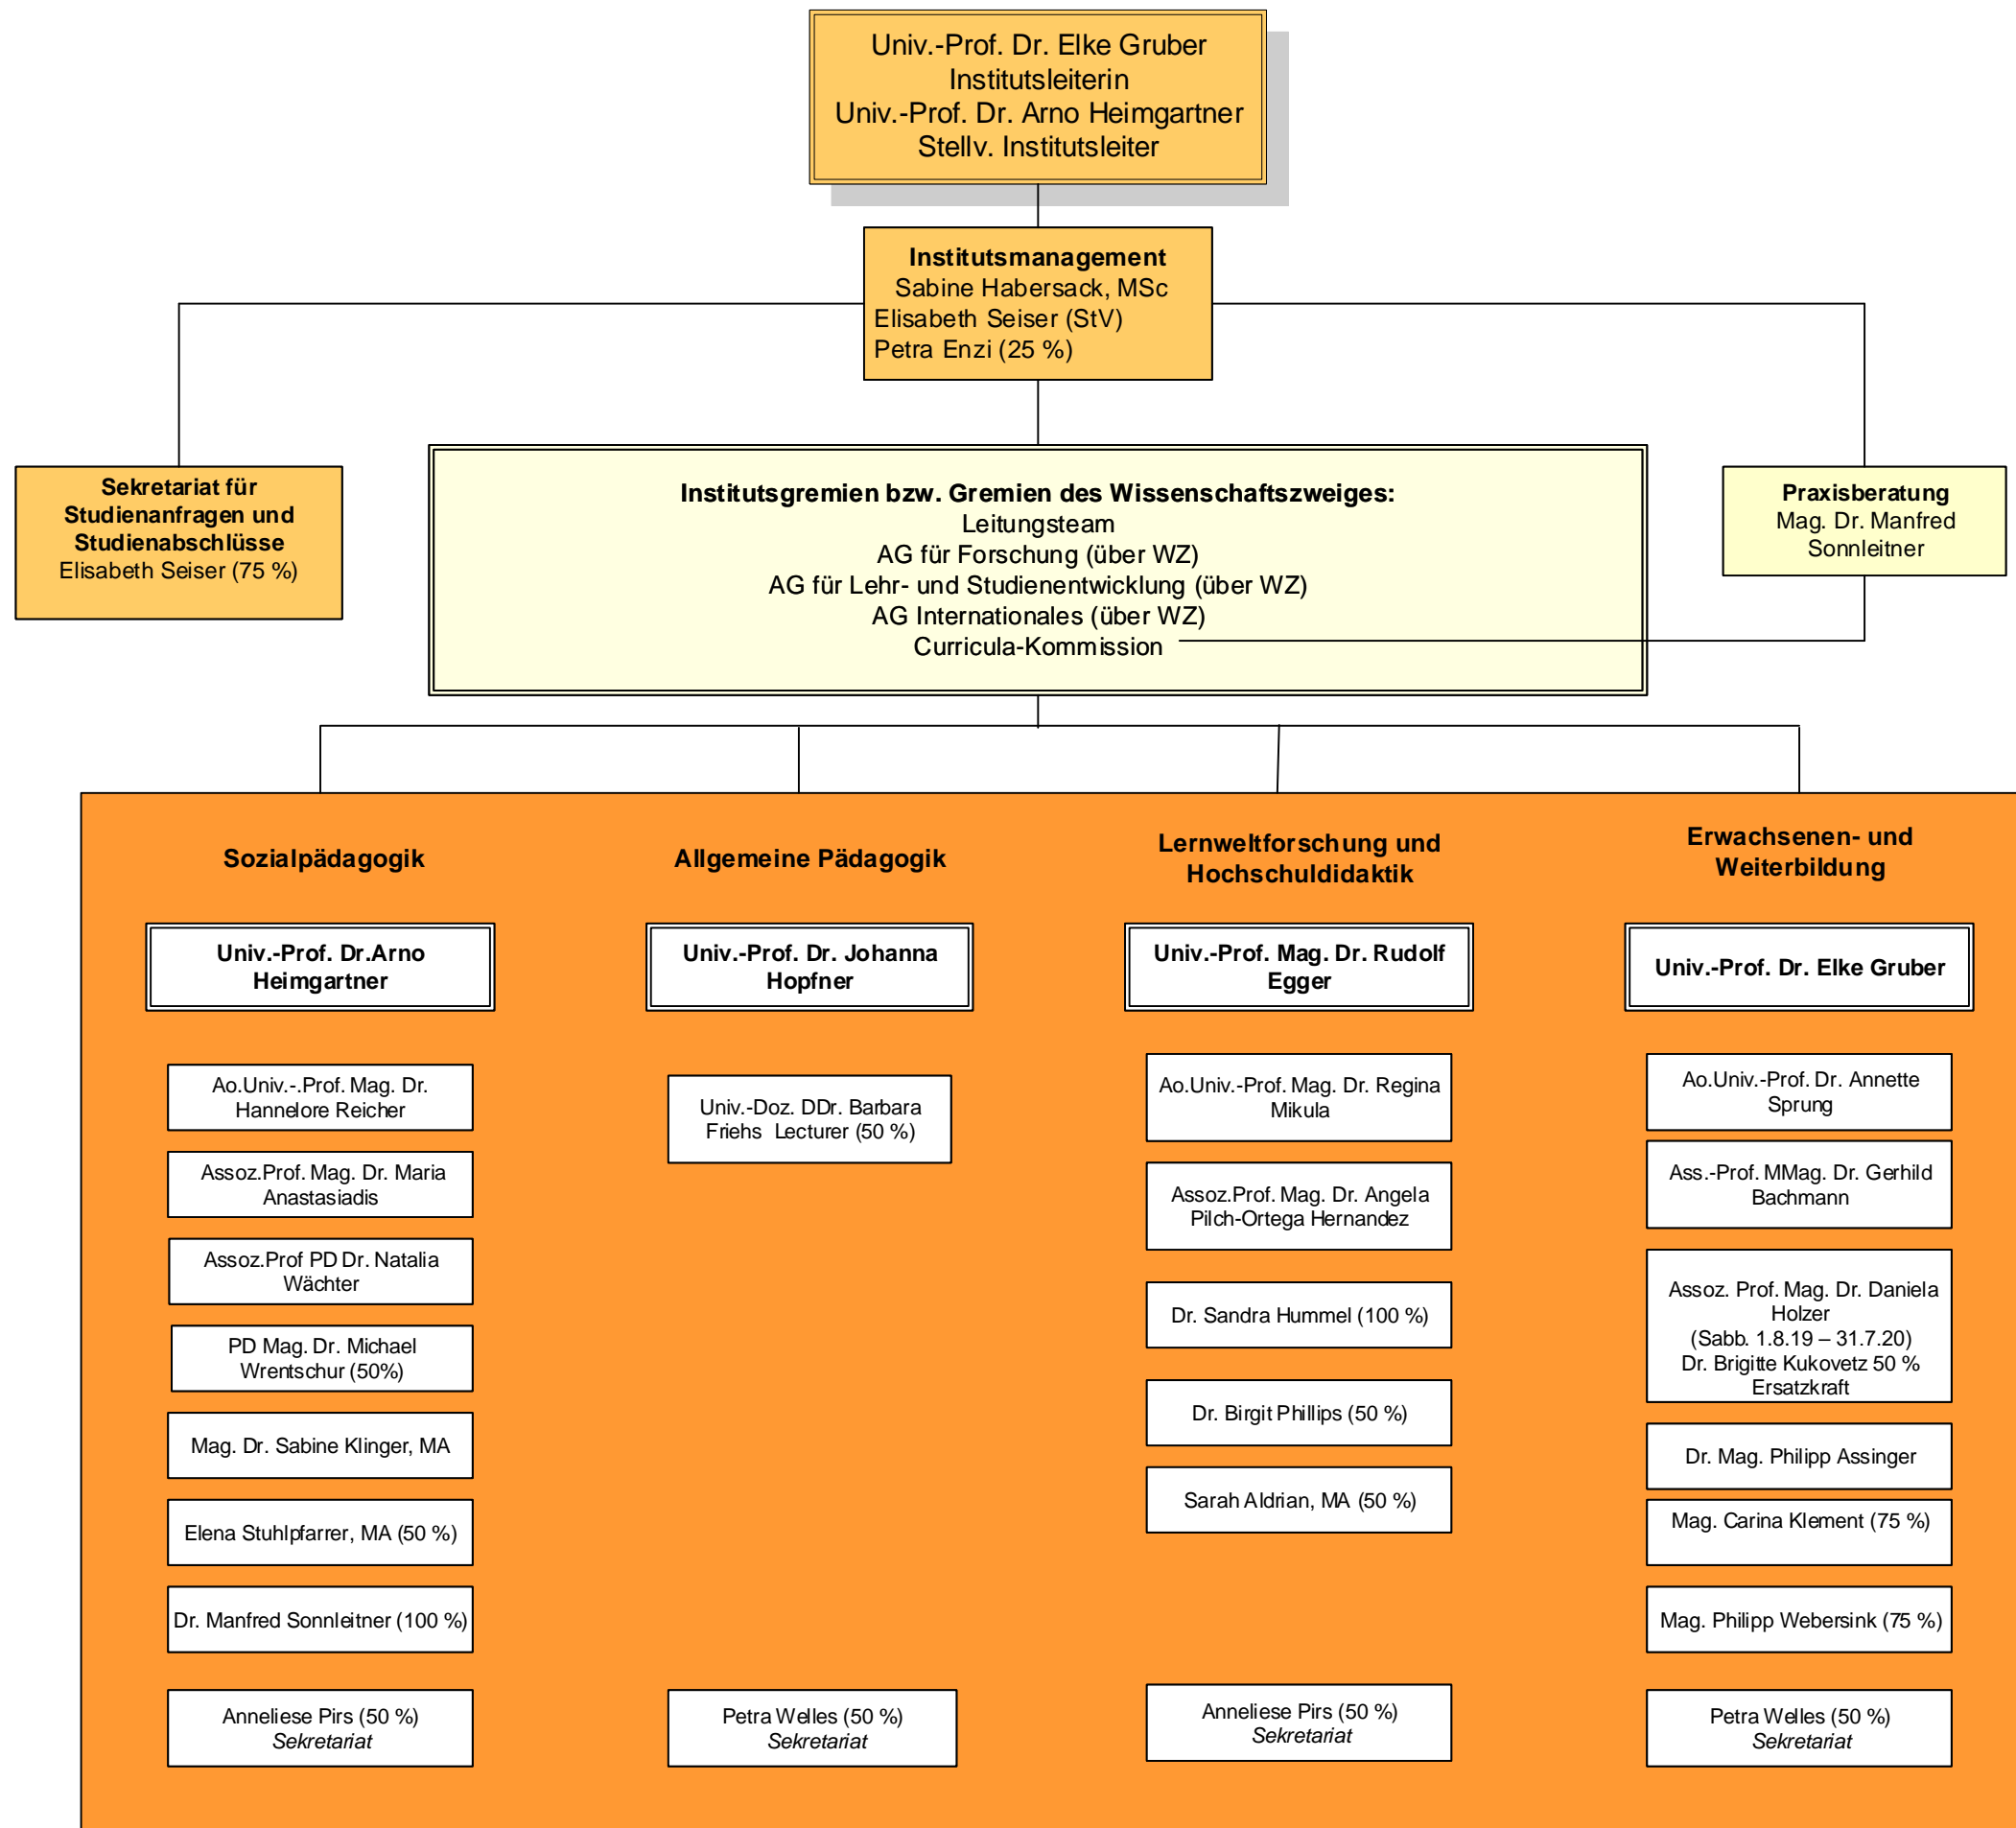 Univ.-Prof. Dr. Elke Gruber
Institutsleiterin
Univ.-Prof. Dr. Arno Heimgartner
Stellv. Institutsleiter
Institutsmanagement
Sabine Habersack, MSc
Elisabeth Seiser (StV)
Petra Enzi (25 %)
Sekretariat für
Studienanfragen und
Studienabschlüsse
Elisabeth Seiser (75 %)
Institutsgremien bzw. Gremien des Wissenschaftszweiges:
Leitungsteam
AG für Forschung (über WZ)
AG für Lehr- und Studienentwicklung (über WZ)
AG Internationales (über WZ)
Curricula-Kommission
Praxisberatung
Mag. Dr. Manfred
Sonnleitner
Sozialpädagogik
Univ.-Prof. Dr.Arno
Heimgartner
Ao.Univ.-.Prof. Mag. Dr.
Hannelore Reicher
Assoz.Prof. Mag. Dr. Maria
Anastasiadis
Assoz.Prof PD Dr. Natalia
Wächter
PD Mag. Dr. Michael
Wrentschur (50%)
Mag. Dr. Sabine Klinger, MA
Elena Stuhlpfarrer, MA (50 %)
Dr. Manfred Sonnleitner (100 %)
Anneliese Pirs (50 %)
Sekretariat
Allgemeine Pädagogik
Univ.-Prof. Dr. Johanna
Hopfner
Univ.-Doz. DDr. Barbara
Friehs Lecturer (50 %)
Petra Welles (50 %)
Sekretariat
Lernweltforschung und
Hochschuldidaktik
Univ.-Prof. Mag. Dr. Rudolf
Egger
Ao.Univ.-Prof. Mag. Dr. Regina
Mikula
Assoz.Prof. Mag. Dr. Angela
Pilch-Ortega Hernandez
Dr. Sandra Hummel (100 %)
Dr. Birgit Phillips (50 %)
Sarah Aldrian, MA (50 %)
Anneliese Pirs (50 %)
Sekretariat
Erwachsenen- und
Weiterbildung
Univ.-Prof. Dr. Elke Gruber
Ao.Univ.-Prof. Dr. Annette
Sprung
Ass.-Prof. MMag. Dr. Gerhild
Bachmann
Assoz. Prof. Mag. Dr. Daniela
Holzer
(Sabb. 1.8.19 – 31.7.20)
Dr. Brigitte Kukovetz 50 %
Ersatzkraft
Dr. Mag. Philipp Assinger
Mag. Carina Klement (75 %)
Mag. Philipp Webersink (75 %)
Petra Welles (50 %)
Sekretariat